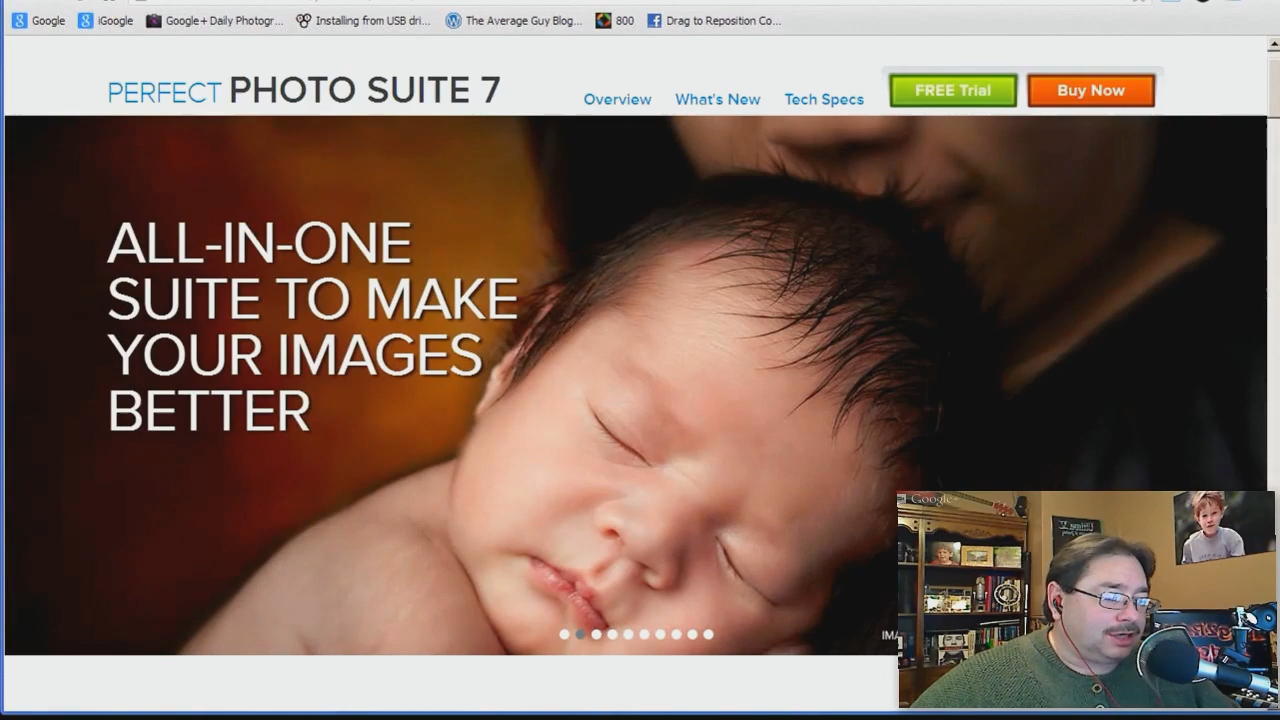 Google iGoogle Google+ Daily Photogr... Installing from USB dri... The Average Guy Blog... 800 Drag to Reposition Co...
PERFECT PHOTO SUITE 7
Overview What's New Tech Specs FREE Trial Buy Now
ALL-IN-ONE
SUITE TO MAKE
YOUR IMAGES
BETTER
Google+